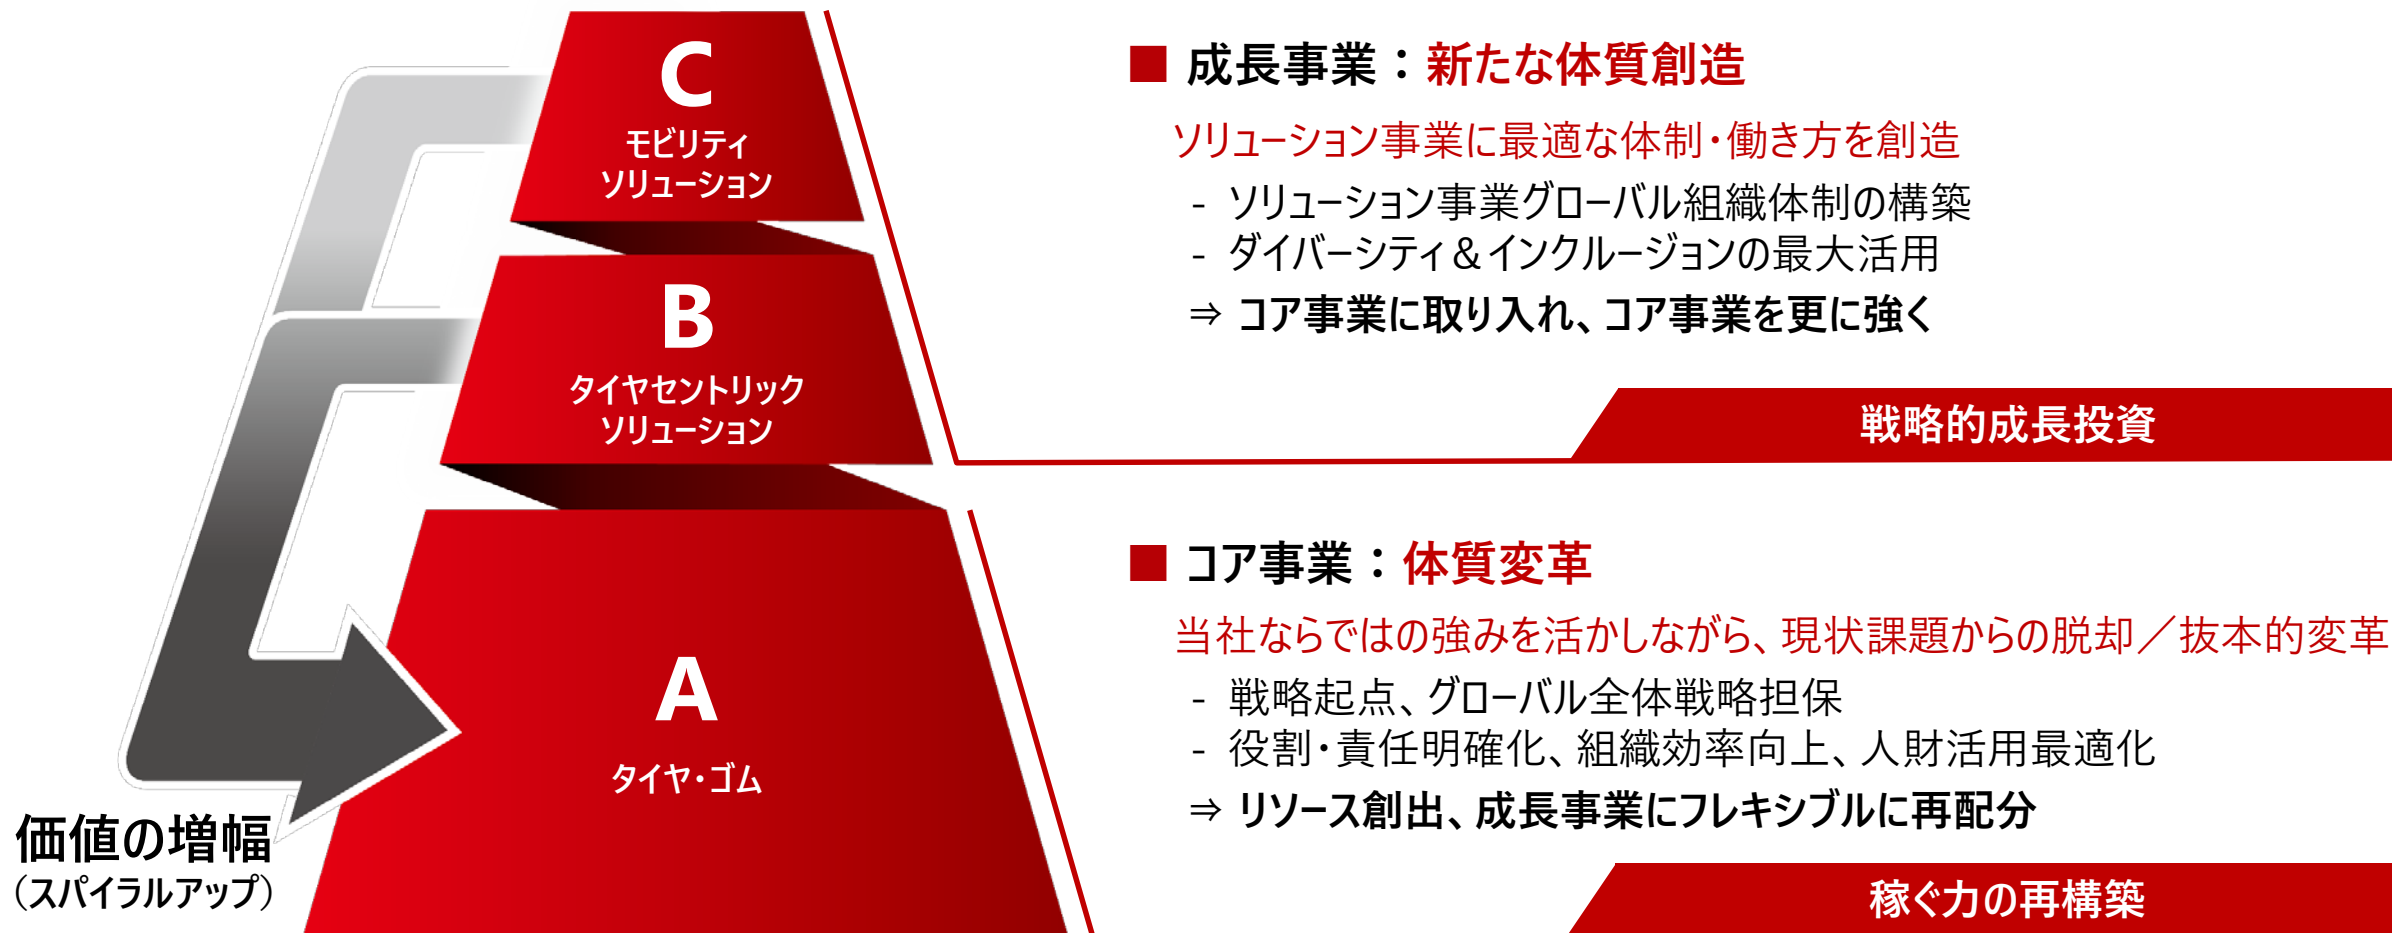 C
モビリティ
ソリューション
B
タイヤセントリック
ソリューション
A
タイヤ・ゴム
価値の増幅
（スパイラルアップ）
■ 成長事業：新たな体質創造
ソリューション事業に最適な体制・働き方を創造
- ソリューション事業グローバル組織体制の構築
- ダイバーシティ＆インクルージョンの最大活用
⇒ コア事業に取り入れ、コア事業を更に強く
戦略的成長投資
■ コア事業：体質変革
当社ならではの強みを活かしながら、現状課題からの脱却／抜本的変革
- 戦略起点、グローバル全体戦略担保
- 役割・責任明確化、組織効率向上、人財活用最適化
⇒ リソース創出、成長事業にフレキシブルに再配分
稼ぐ力の再構築